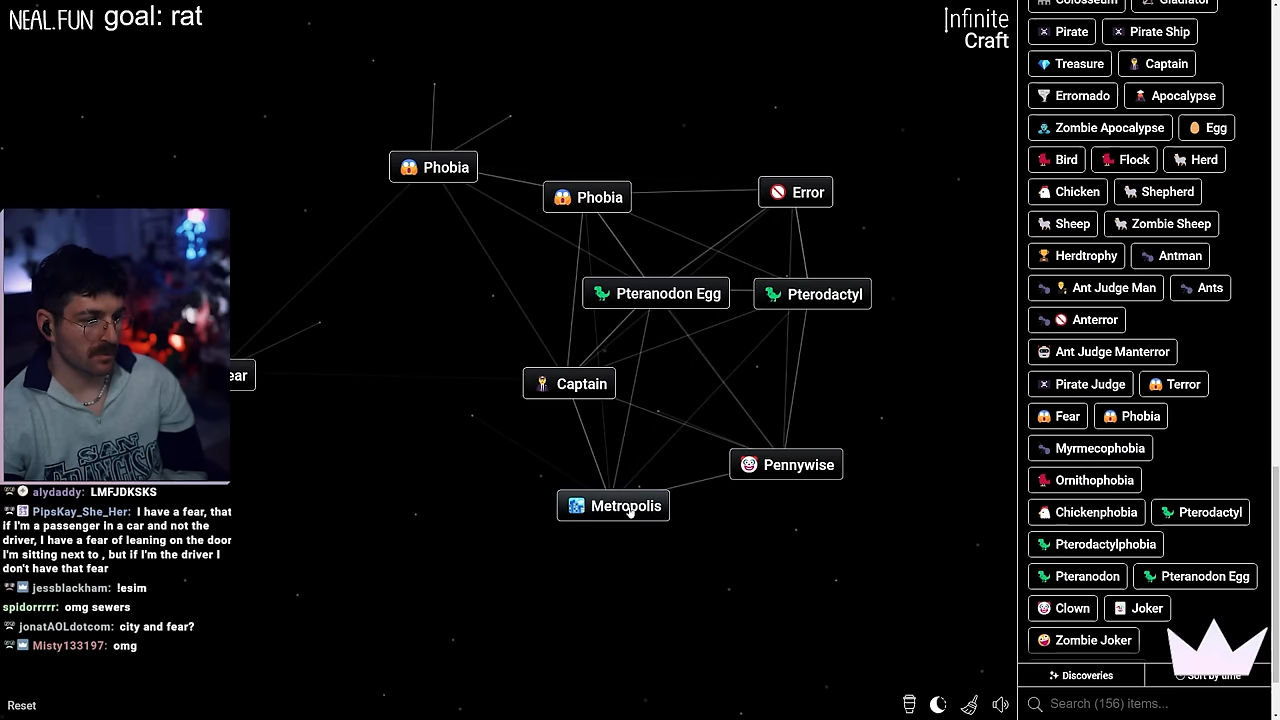 NEAL.FUN goal: rat
Infinite
Craft
Phobia
Phobia
Error
Pteranodon Egg
Pterodactyl
ear
Captain
Pennywise
Metropolis
SAN
alydaddy: LMFJDKSKS
PipsKay_She_Her: I have a fear, that
if I'm a passenger in a car and not the
driver, I have a fear of leaning on the door
I'm sitting next to , but if I'm the driver I
don't have that fear
jessblackham: !esim
spidorrrrr: omg sewers
jonatAOLdotcom: city and fear?
Misty133197: omg
Reset
Colosseum Gladiator
Pirate Pirate Ship
Treasure Captain
Errornado Apocalypse
Zombie Apocalypse Egg
Bird Flock Herd
Chicken Shepherd
Sheep Zombie Sheep
Herdtrophy Antman
Ant Judge Man Ants
Anterror
Ant Judge Manterror
Pirate Judge Terror
Fear Phobia
Myrmecophobia
Ornithophobia
Chickenphobia Pterodactyl
Pterodactylphobia
Pteranodon Pteranodon Egg
Clown Joker
Zombie Joker
Discoveries Sort by time
Search (156) items...